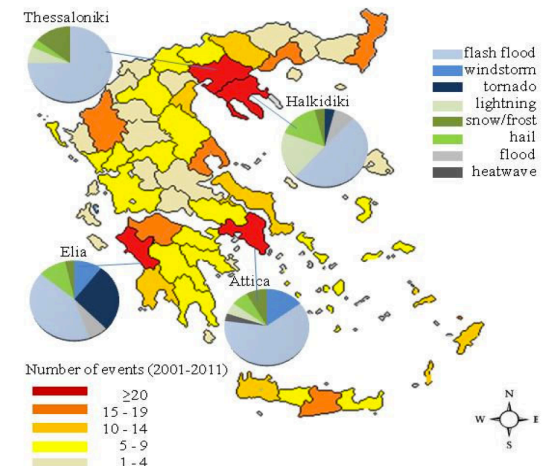 Thessaloniki
flash flood
windstorm
tornado
lightning
snow/frost
hail
flood
heatwave
Halkidiki
Elia
Attica
Number of events (2001-2011)
≥20
15 - 19
10 - 14
5 - 9
1 - 4
N
W
E
S